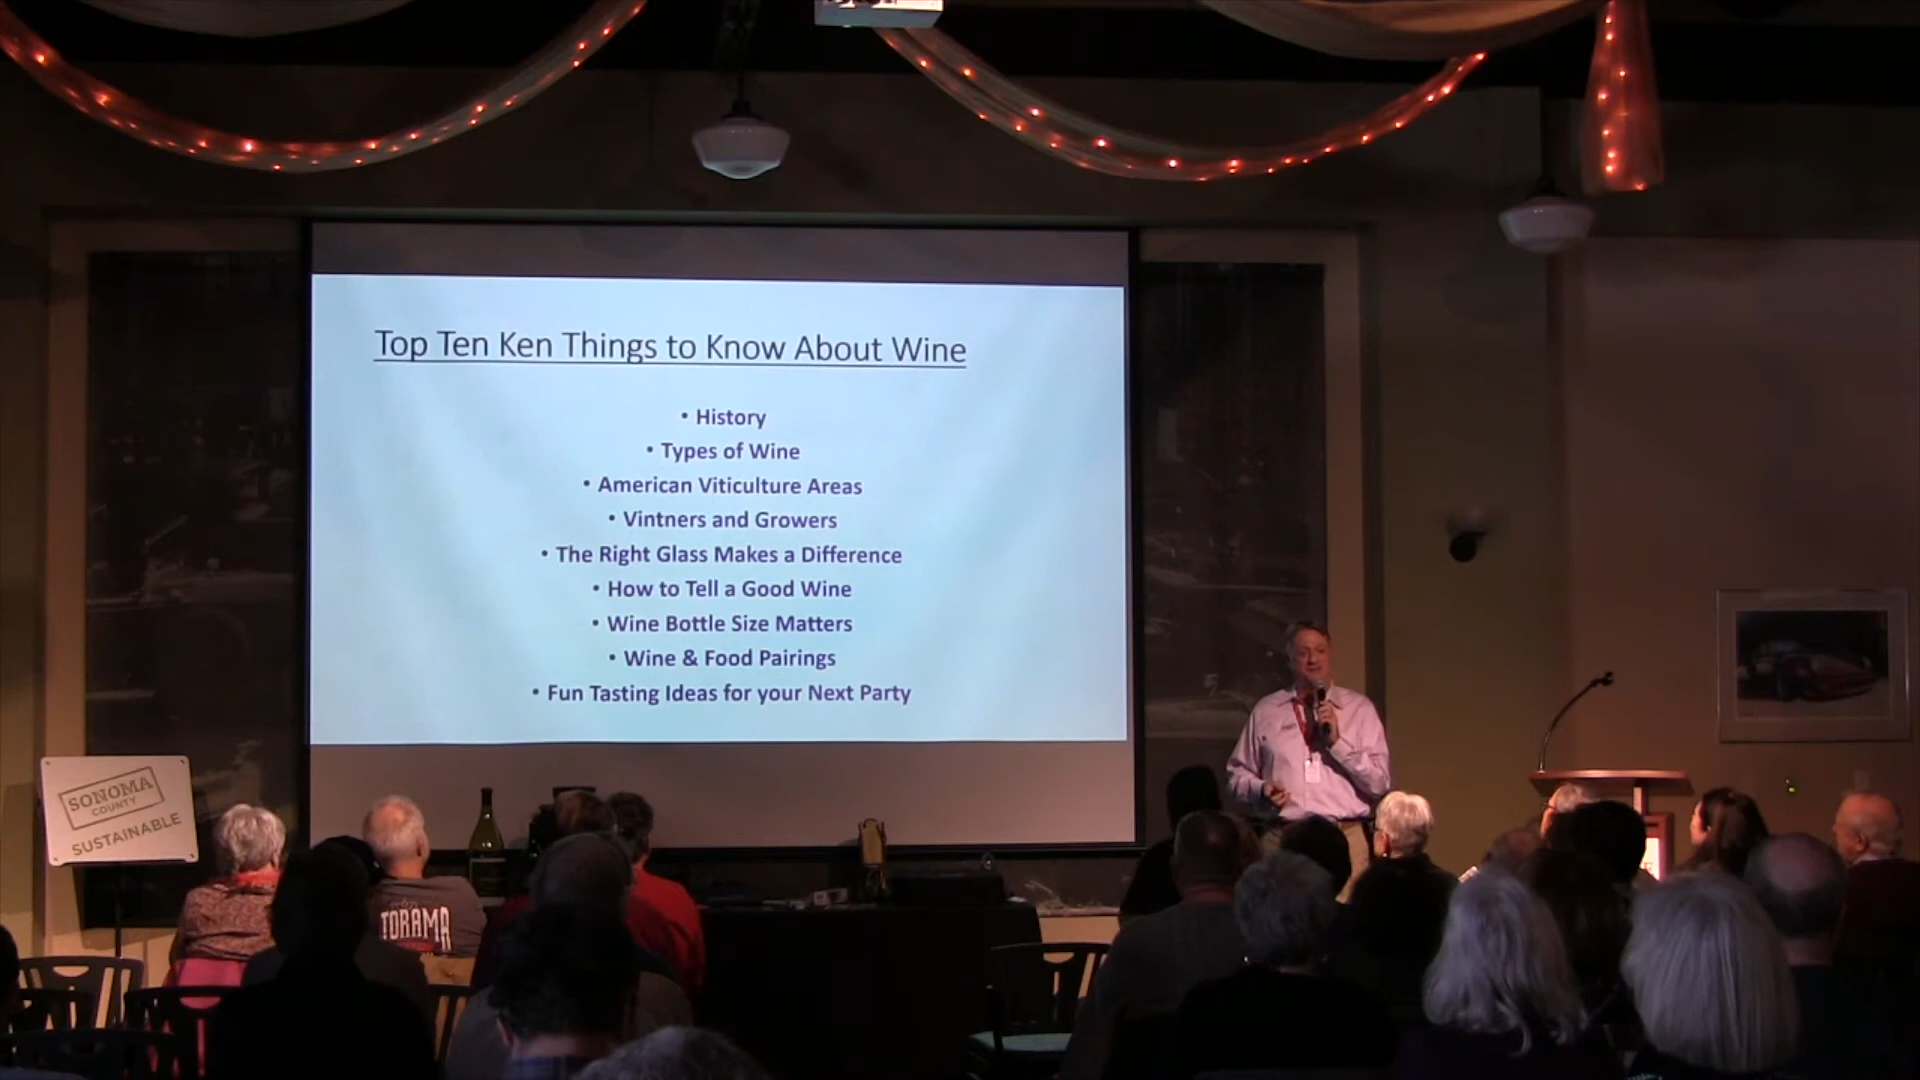 Top Ten Ken Things to Know About Wine
• History
• Types of Wine
• American Viticulture Areas
• Vintners and Growers
• The Right Glass Makes a Difference
• How to Tell a Good Wine
• Wine Bottle Size Matters
• Wine & Food Pairings
• Fun Tasting Ideas for your Next Party
SONOMA
COUNTY
SUSTAINABLE
TORAMA